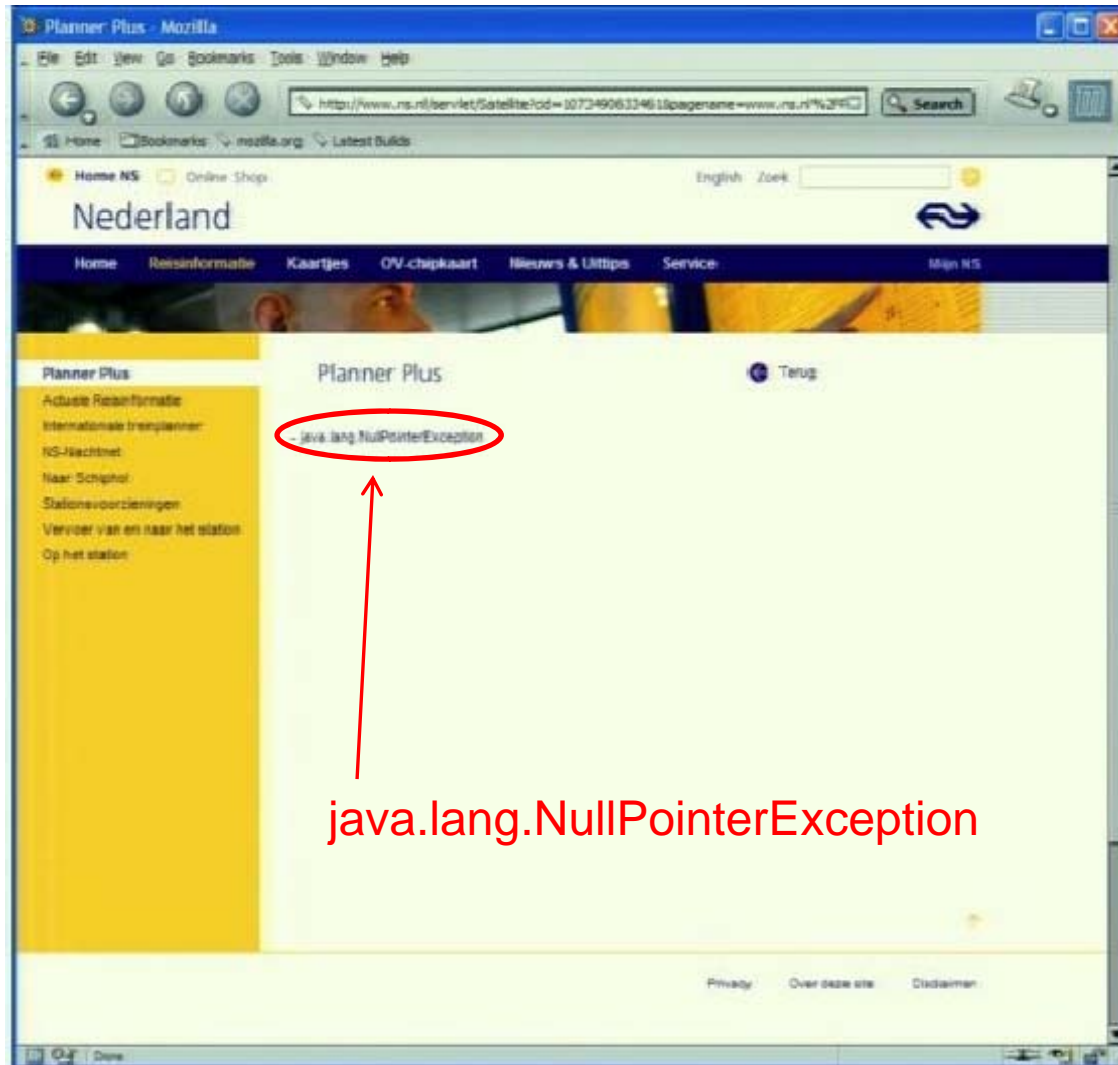 Planner Plus - Mozilla
File Edit View Go Bookmarks Tools Window Help
Search
Home Bookmarks mozilla.org Latest Builds
Home NS Online Shop English Zoek
Nederland
Home Reisinformatie Kaartjes OV-chipkaart Nieuws & Uittips Service Mijn NS
Planner Plus
Actuele Reisinformatie
Internationale treinplanner
NS-Nachtnet
Naar Schiphol
Stationsvoorzieningen
Vervoer van en naar het station
Op het station
Planner Plus Terug
- java.lang.NullPointerException
java.lang.NullPointerException
Privacy Over deze site Disclaimer
Done